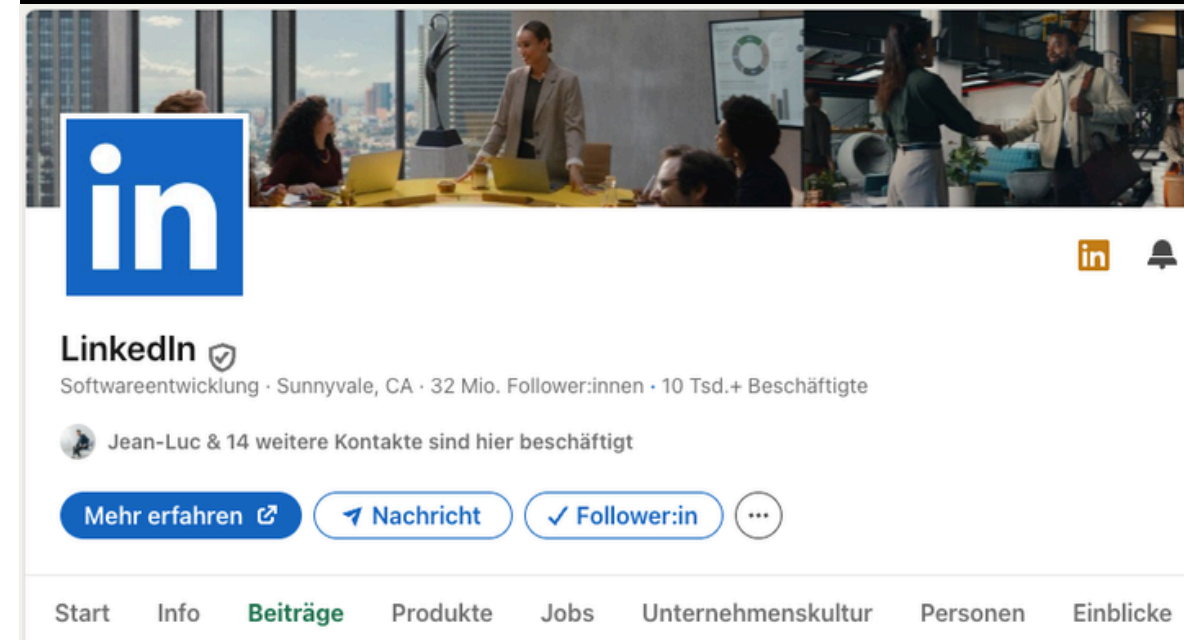 in
in
LinkedIn
Softwareentwicklung · Sunnyvale, CA · 32 Mio. Follower:innen · 10 Tsd.+ Beschäftigte
Jean-Luc & 14 weitere Kontakte sind hier beschäftigt
Mehr erfahren Nachricht Follower:in
Start Info Beiträge Produkte Jobs Unternehmenskultur Personen Einblicke